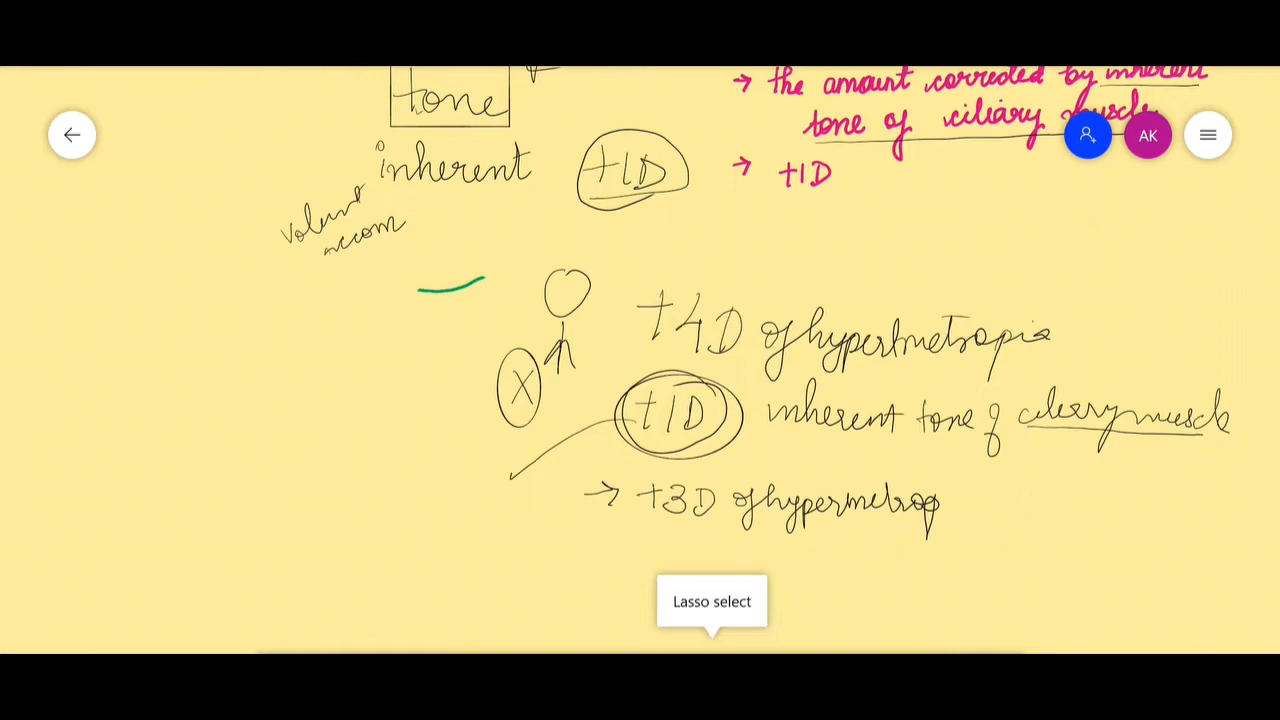 → the amount corrected by inherent
tone of ciliary muscle
→ +1D
tone
inherent +1D
accom
AK
+4D of hypermetropia
X
+1D inherent tone of ciliary muscle
→ +3D of hypermetrop
Lasso select